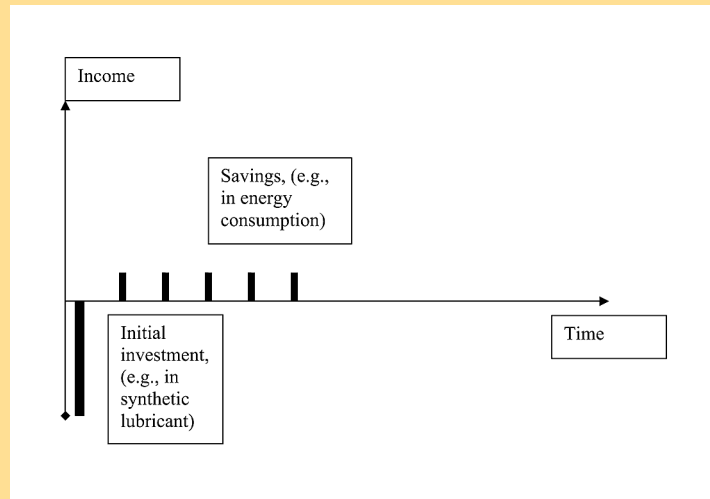 Income
Savings, (e.g.,
in energy
consumption)
Initial
investment,
(e.g., in
synthetic
lubricant)
Time